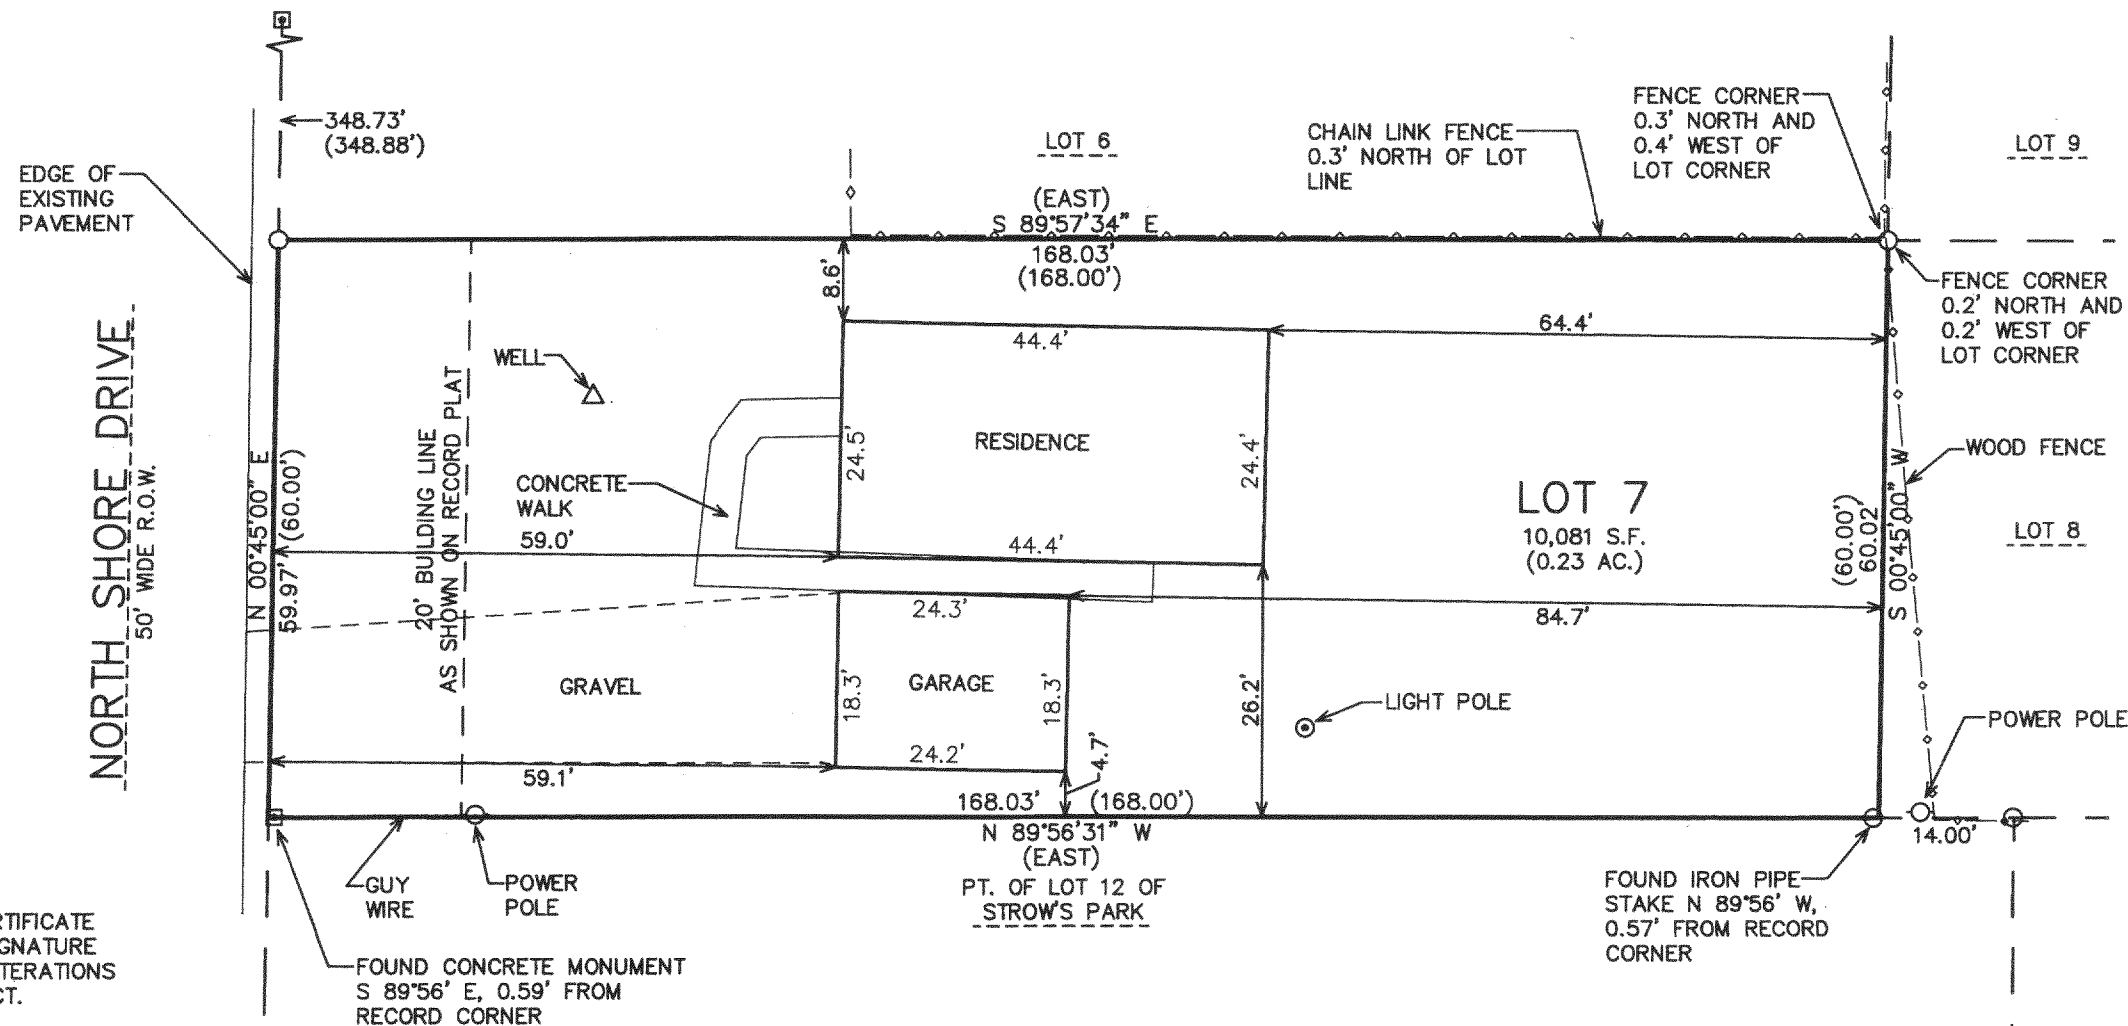 348.73'
(348.88')
EDGE OF
EXISTING
PAVEMENT
LOT 6
(EAST)
S 89°57'34" E
168.03'
(168.00')
CHAIN LINK FENCE
0.3' NORTH OF LOT
LINE
FENCE CORNER
0.3' NORTH AND
0.4' WEST OF
LOT CORNER
LOT 9
FENCE CORNER
0.2' NORTH AND
0.2' WEST OF
LOT CORNER
8.6'
44.4'
64.4'
WELL
NORTH SHORE DRIVE
50' WIDE R.O.W.
N 00°45'00" E
59.97' (60.00')
20' BUILDING LINE
AS SHOWN ON RECORD PLAT
CONCRETE
WALK
59.0'
24.5'
RESIDENCE
24.4'
44.4'
LOT 7
10,081 S.F.
(0.23 AC.)
(60.00')
60.02'
S 00°45'00" W
WOOD FENCE
LOT 8
24.3'
84.7'
GRAVEL
18.3'
GARAGE
18.3'
24.2'
26.2'
4.7'
LIGHT POLE
POWER POLE
59.1'
168.03' (168.00')
N 89°56'31" W
(EAST)
PT. OF LOT 12 OF
STROW'S PARK
14.00'
GUY
WIRE
POWER
POLE
FOUND IRON PIPE
STAKE N 89°56' W,
0.57' FROM RECORD
CORNER
RTIFICATE
GNATURE
TERATIONS
CT.
FOUND CONCRETE MONUMENT
S 89°56' E, 0.59' FROM
RECORD CORNER